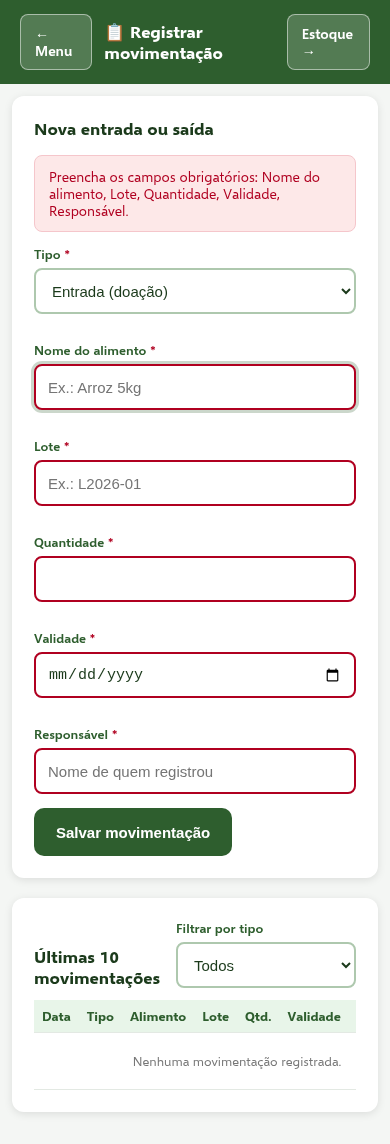 ←
Menu
📋 Registrar
movimentação
Estoque
→
Nova entrada ou saída
Preencha os campos obrigatórios: Nome do
alimento, Lote, Quantidade, Validade,
Responsável.
Tipo *
Entrada (doação)
Nome do alimento *
Ex.: Arroz 5kg
Lote *
Ex.: L2026-01
Quantidade *
Validade *
mm/dd/yyyy
Responsável *
Nome de quem registrou
Salvar movimentação
Últimas 10
movimentações
Filtrar por tipo
Todos
Data Tipo Alimento Lote Qtd. Validade
Nenhuma movimentação registrada.